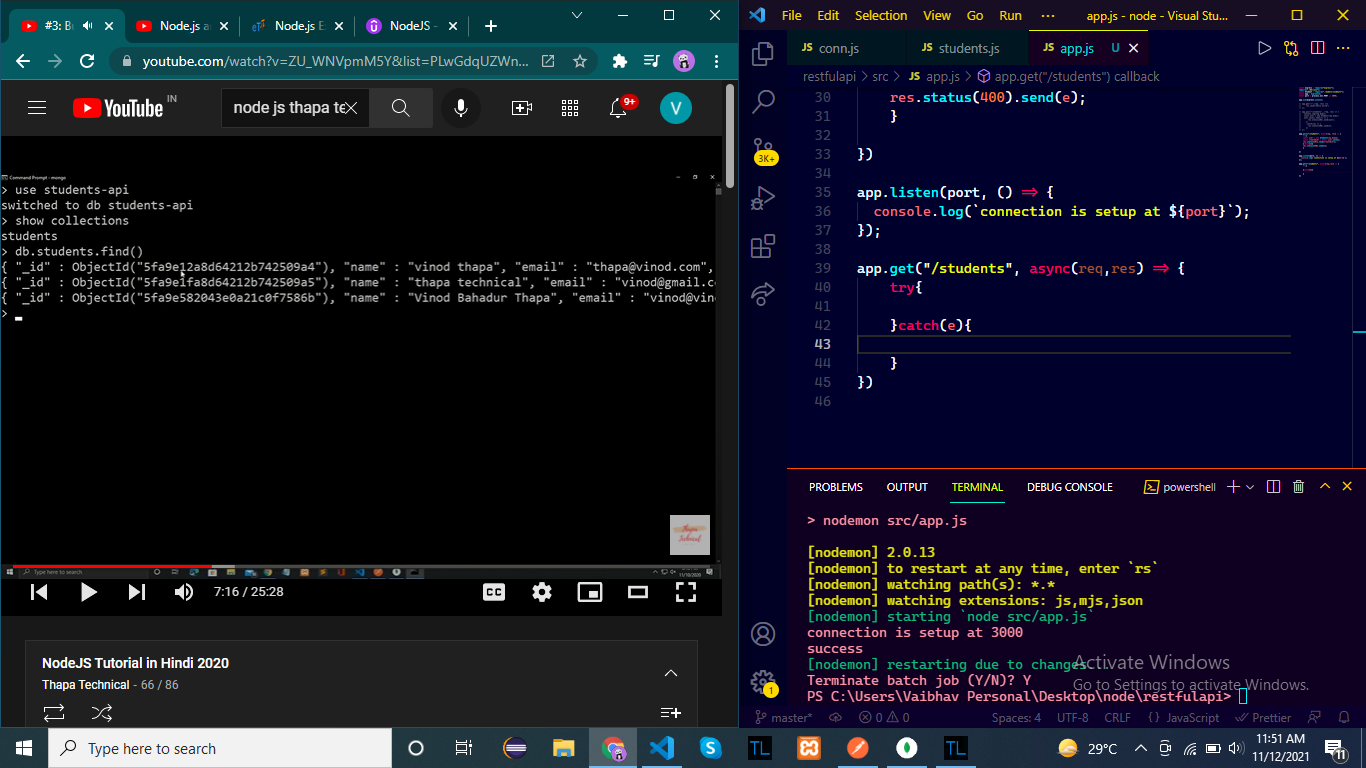 #3: Bu
Node.js a
Node.js E
NodeJS -
youtube.com/watch?v=ZU_WNVpmM5Y&list=PLwGdqUZWn...
YouTube IN
node js thapa te
9+
V
Command Prompt - mongo
> use students-api
switched to db students-api
> show collections
students
> db.students.find()
{ "_id" : ObjectId("5fa9e12a8d64212b742509a4"), "name" : "vinod thapa", "email" : "thapa@vinod.com",
{ "_id" : ObjectId("5fa9e1fa8d64212b742509a5"), "name" : "thapa technical", "email" : "vinod@gmail.c
{ "_id" : ObjectId("5fa9e582043e0a21c0f7586b"), "name" : "Vinod Bahadur Thapa", "email" : "vinod@vin
>
Thapa
Technical
Type here to search
7:16 / 25:28
CC
NodeJS Tutorial in Hindi 2020
Thapa Technical - 66 / 86
File Edit Selection View Go Run ... app.js - node - Visual Stu...
JS conn.js
JS students.js
JS app.js U
restfulapi > src > JS app.js > app.get("/students") callback
3K+
30 res.status(400).send(e);
31 }
32
33 })
34
35 app.listen(port, () => {
36 console.log(`connection is setup at ${port}`);
37 });
38
39 app.get("/students", async(req,res) => {
40 try{
41
42 }catch(e){
43
44 }
45 })
46
PROBLEMS OUTPUT TERMINAL DEBUG CONSOLE powershell
> nodemon src/app.js
[nodemon] 2.0.13
[nodemon] to restart at any time, enter `rs`
[nodemon] watching path(s): *.*
[nodemon] watching extensions: js,mjs,json
[nodemon] starting `node src/app.js`
connection is setup at 3000
success
[nodemon] restarting due to changes...
Terminate batch job (Y/N)? Y
PS C:\Users\Vaibhav Personal\Desktop\node\restfulapi>
Activate Windows
Go to Settings to activate Windows.
1
master* 0 0 Spaces: 4 UTF-8 CRLF {} JavaScript Prettier
Type here to search
TL
TL
29°C
11:51 AM
11/12/2021
11